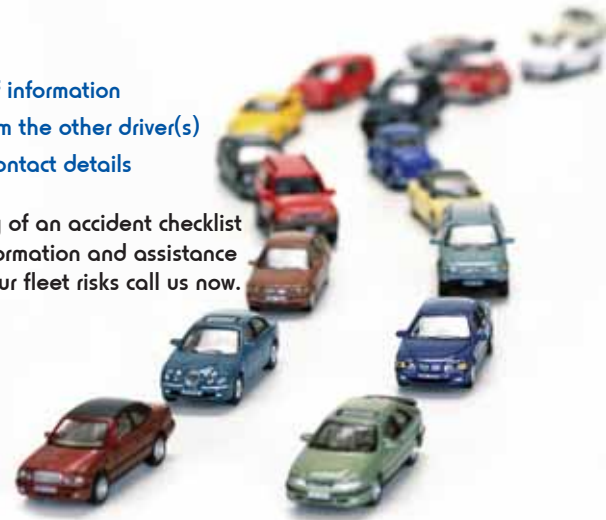 information
the other driver(s)
ontact details
of an accident checklist
ormation and assistance
ur fleet risks call us now.